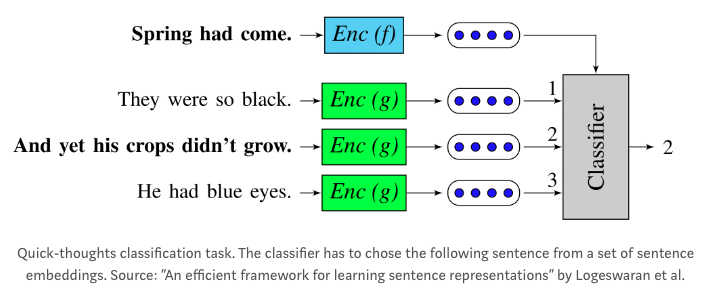 Spring had come. Enc (f)
They were so black. Enc (g) 1
And yet his crops didn't grow. Enc (g) 2
He had blue eyes. Enc (g) 3
Classifier 2
Quick-thoughts classification task. The classifier has to chose the following sentence from a set of sentence
embeddings. Source: "An efficient framework for learning sentence representations" by Logeswaran et al.